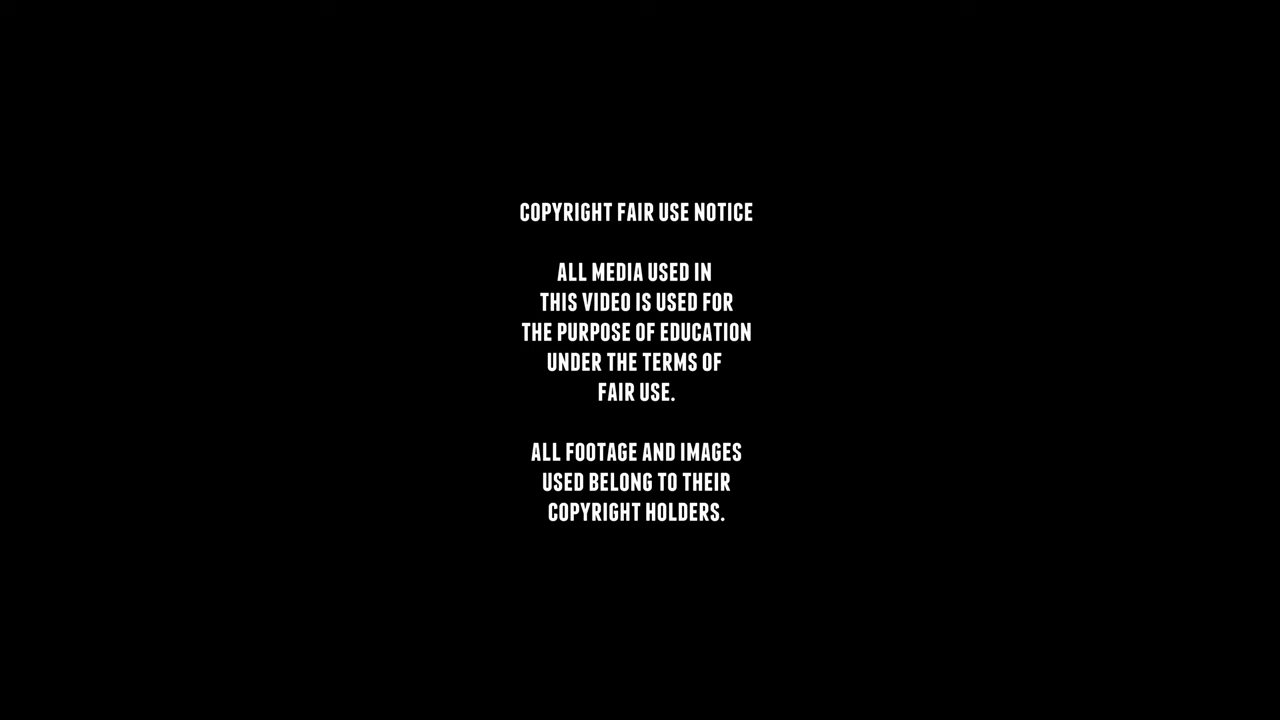 COPYRIGHT FAIR USE NOTICE
ALL MEDIA USED IN
THIS VIDEO IS USED FOR
THE PURPOSE OF EDUCATION
UNDER THE TERMS OF
FAIR USE.
ALL FOOTAGE AND IMAGES
USED BELONG TO THEIR
COPYRIGHT HOLDERS.